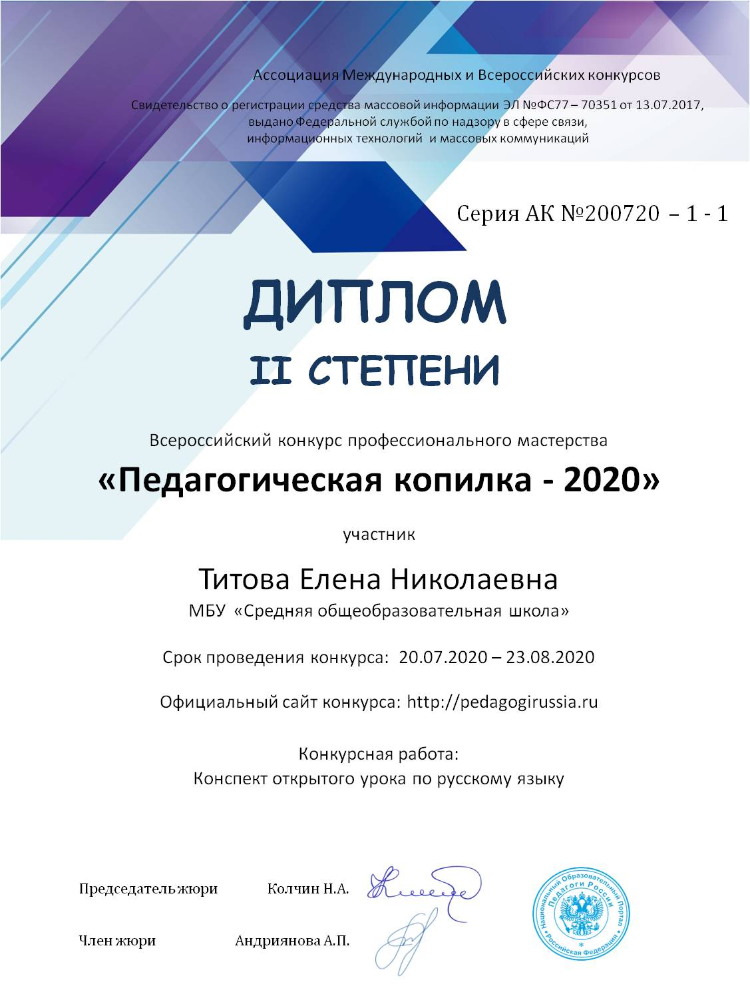 Ассоциация Международных и Всероссийских конкурсов
Свидетельство о регистрации средства массовой информации ЭЛ №ФС77 – 70351 от 13.07.2017,
выдано Федеральной службой по надзору в сфере связи,
информационных технологий и массовых коммуникаций
Серия АК №200720 – 1 - 1
ДИПЛОМ
II СТЕПЕНИ
Всероссийский конкурс профессионального мастерства
«Педагогическая копилка - 2020»
участник
Титова Елена Николаевна
МБУ «Средняя общеобразовательная школа»
Срок проведения конкурса: 20.07.2020 – 23.08.2020
Официальный сайт конкурса: http://pedagogirussia.ru
Конкурсная работа:
Конспект открытого урока по русскому языку
Председатель жюри Колчин Н.А.
Член жюри Андриянова А.П.
Национальный Образовательный Портал
Педагоги России
Российская Федерация